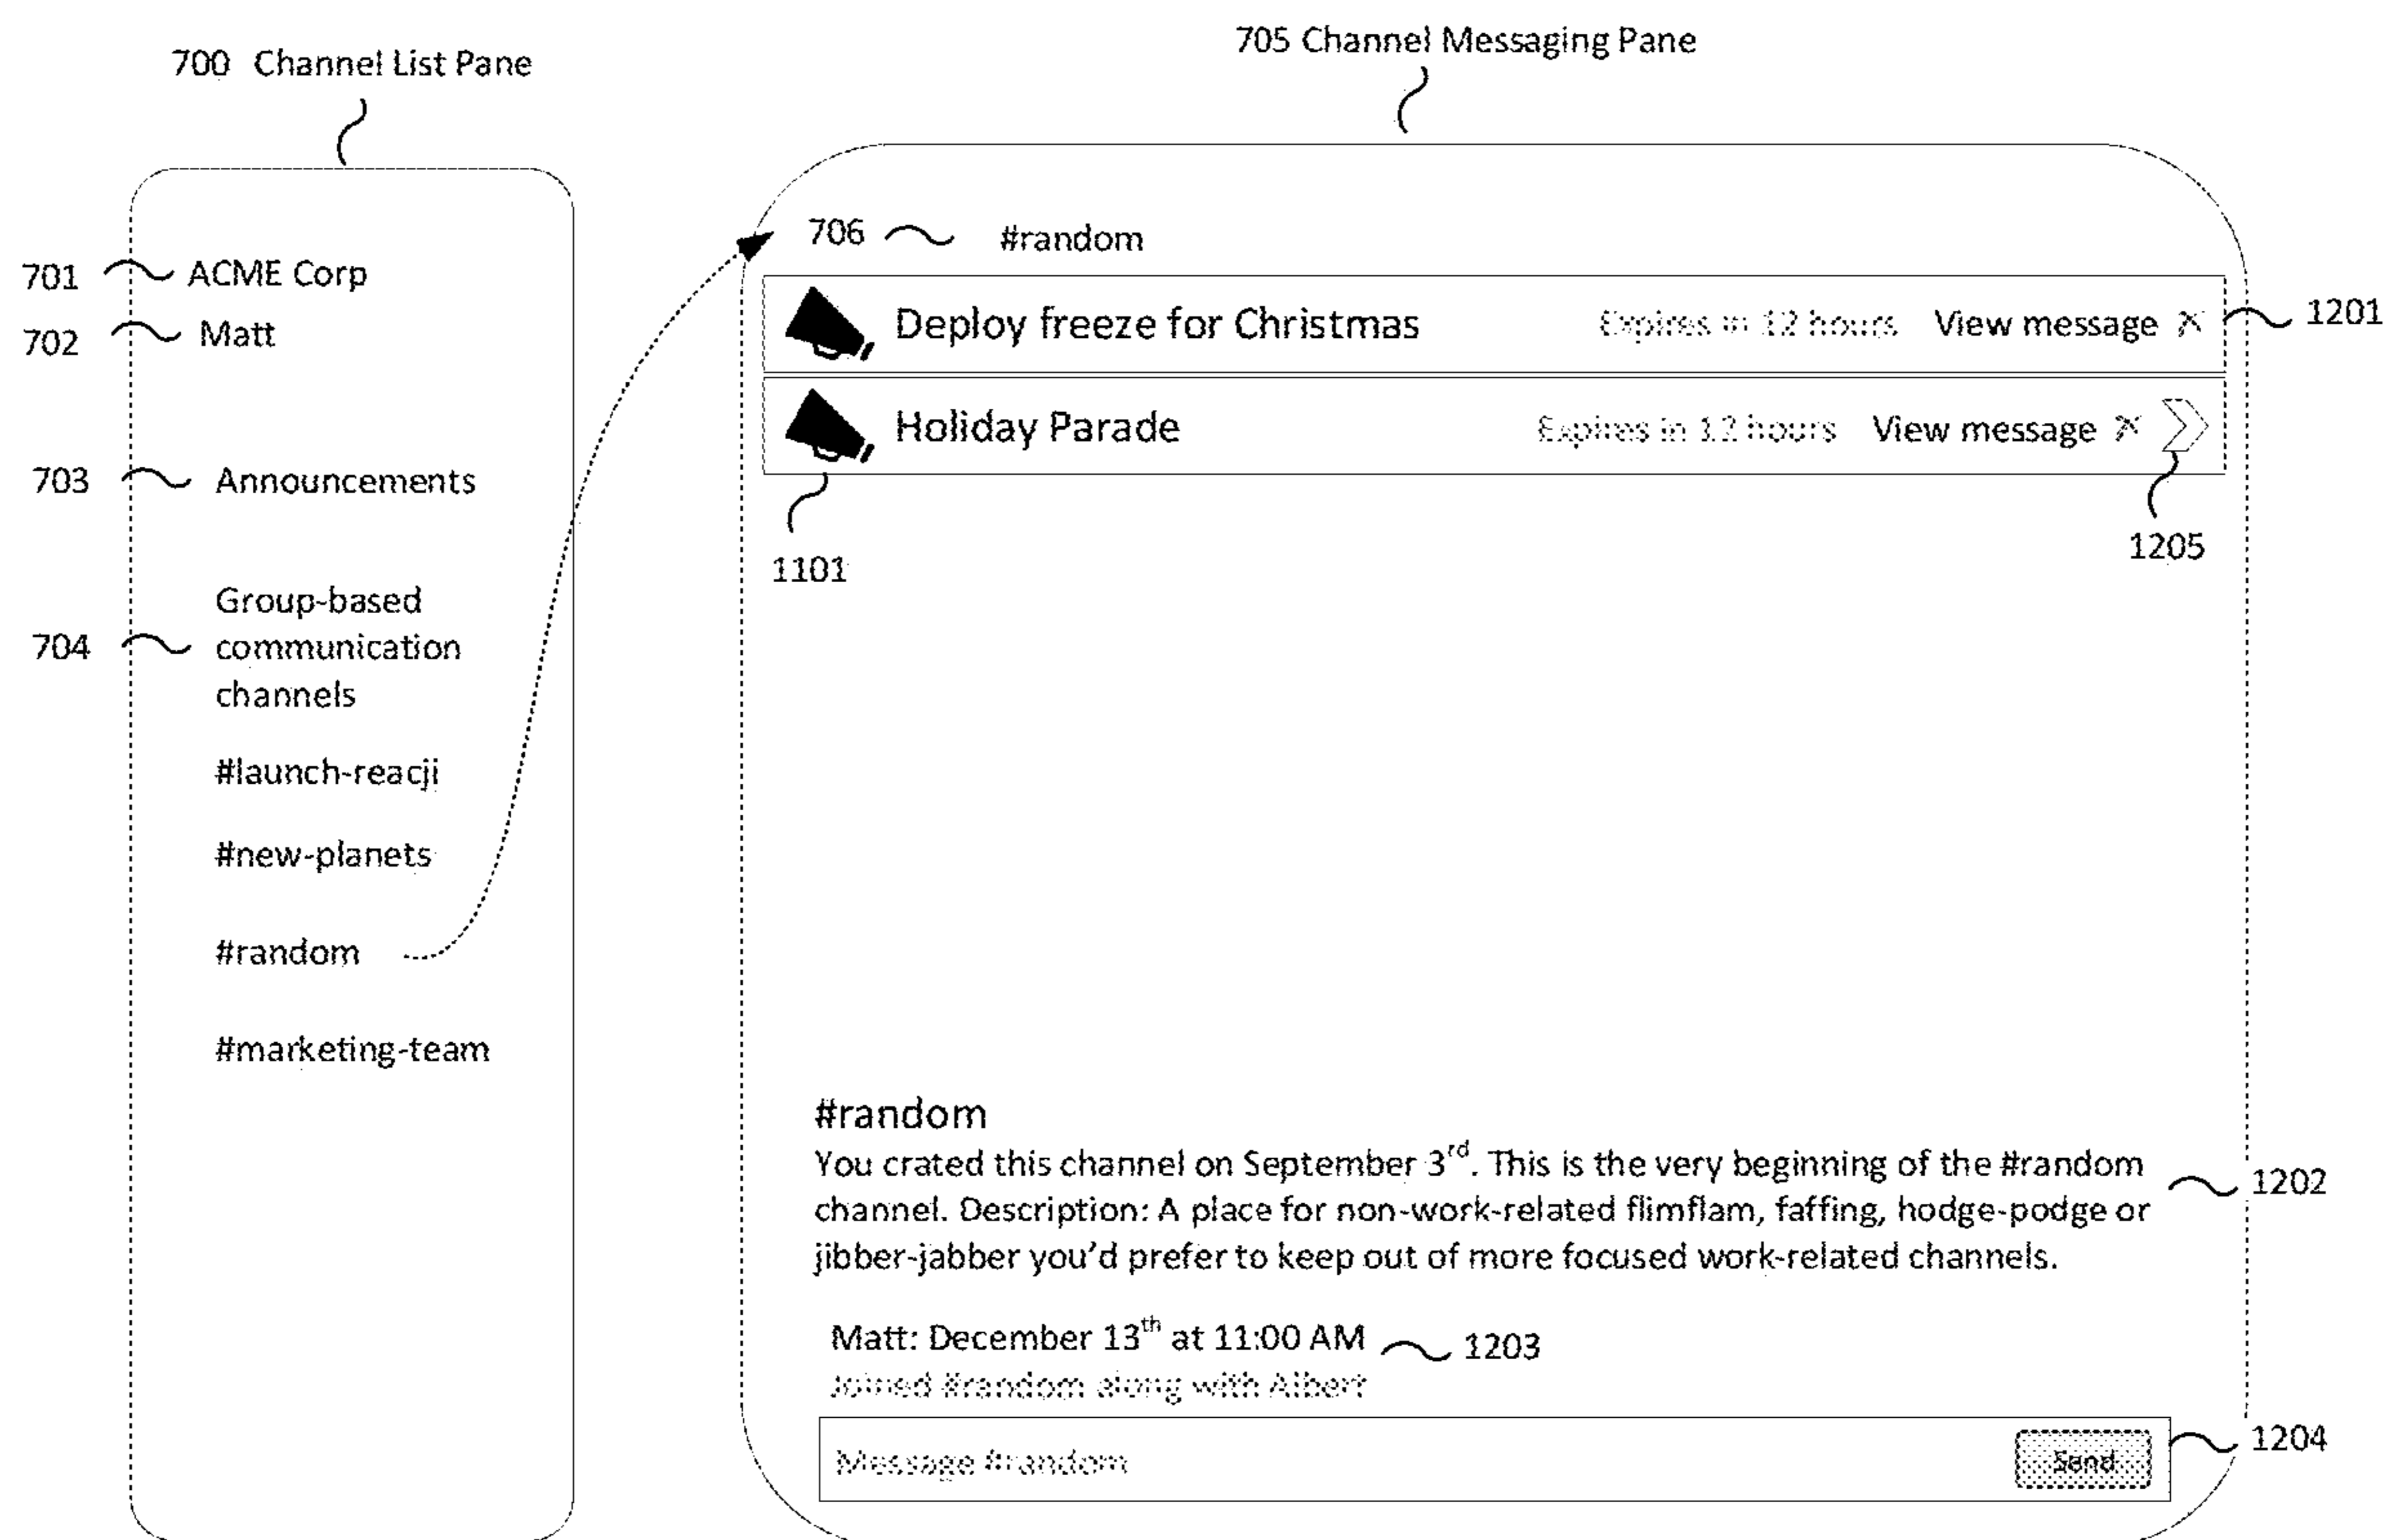 700 Channel List Pane
701 ACME Corp
702 Matt
703 Announcements
Group-based
704 communication
channels
#launch-reacji
#new-planets
#random
#marketing-team
705 Channel Messaging Pane
706 #random
Deploy freeze for Christmas Expires in 12 hours View message X 1201
Holiday Parade Expires in 12 hours View message X
1101
1205
#random
You crated this channel on September 3rd. This is the very beginning of the #random
1202
channel. Description: A place for non-work-related flimflam, faffing, hodge-podge or
jibber-jabber you'd prefer to keep out of more focused work-related channels.
Matt: December 13th at 11:00 AM 1203
Joined #random along with Albert
Message #random Send 1204